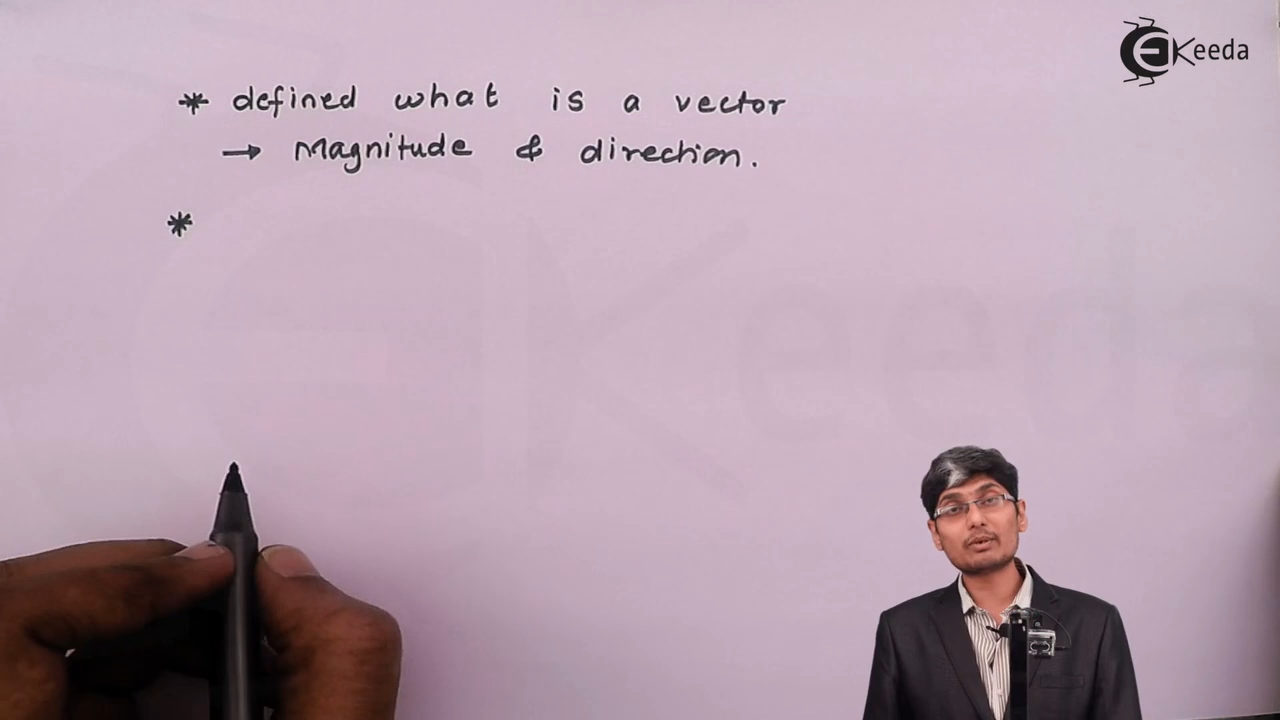 EKeeda
* defined what is a vector
→ Magnitude & direction.
*